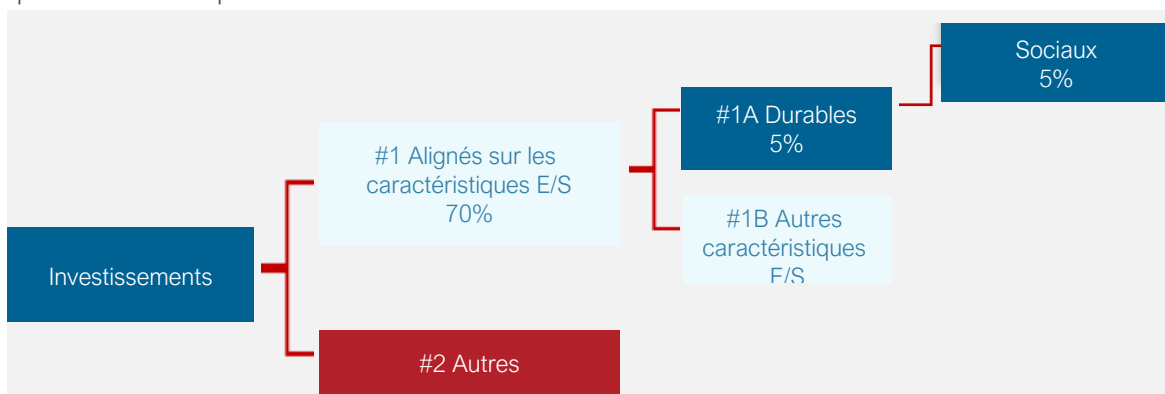 Sociaux
5%
#1A Durables
5%
#1 Alignés sur les
caractéristiques E/S
70%
#1B Autres
caractéristiques
E/S
Investissements
#2 Autres